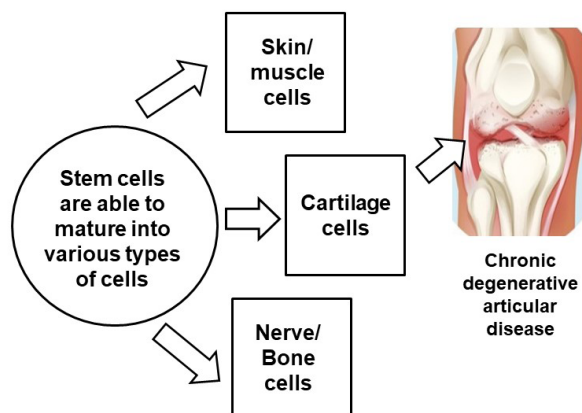 Skin/
muscle
cells
Stem cells
are able to
mature into
various types
of cells
Cartilage
cells
Nerve/
Bone
cells
Chronic
degenerative
articular
disease